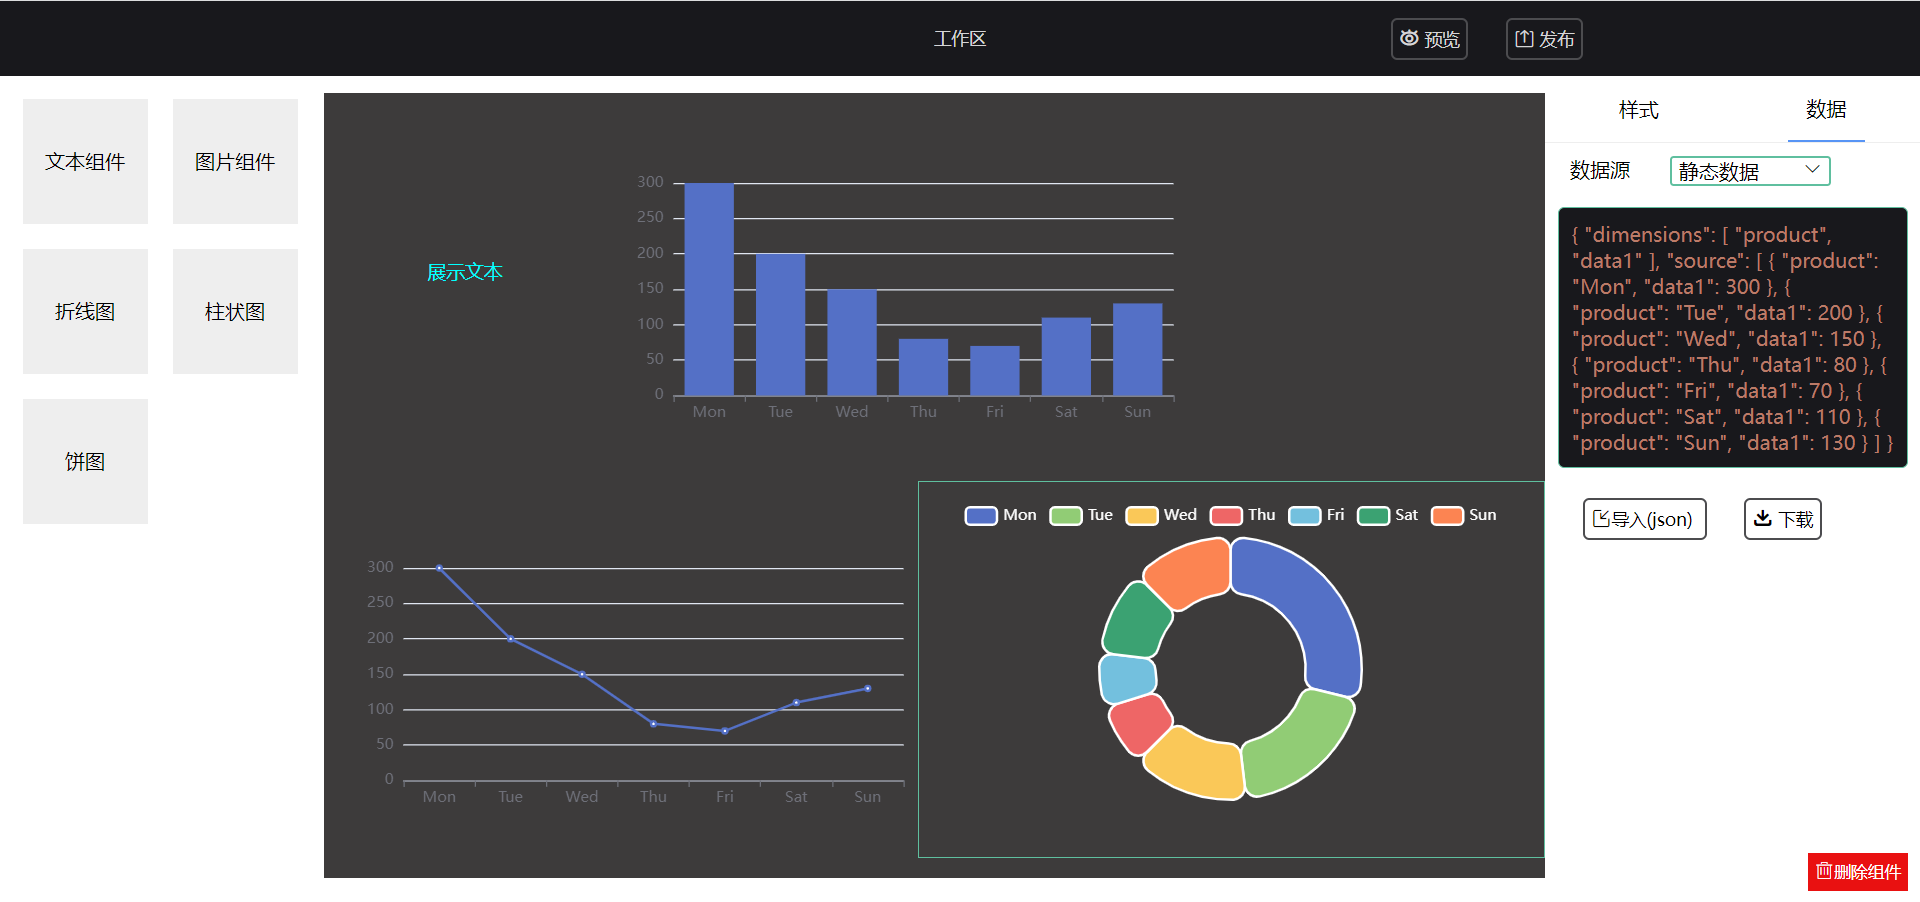 工作区
预览
发布
文本组件
图片组件
折线图
柱状图
饼图
展示文本
300
250
200
150
100
50
0
Mon Tue Wed Thu Fri Sat Sun
300
250
200
150
100
50
0
Mon Tue Wed Thu Fri Sat Sun
Mon Tue Wed Thu Fri Sat Sun
样式
数据
数据源
静态数据
{ "dimensions": [ "product",
"data1" ], "source": [ { "product":
"Mon", "data1": 300 }, {
"product": "Tue", "data1": 200 }, {
"product": "Wed", "data1": 150 },
{ "product": "Thu", "data1": 80 }, {
"product": "Fri", "data1": 70 }, {
"product": "Sat", "data1": 110 }, {
"product": "Sun", "data1": 130 } ] }
导入(json)
下载
删除组件